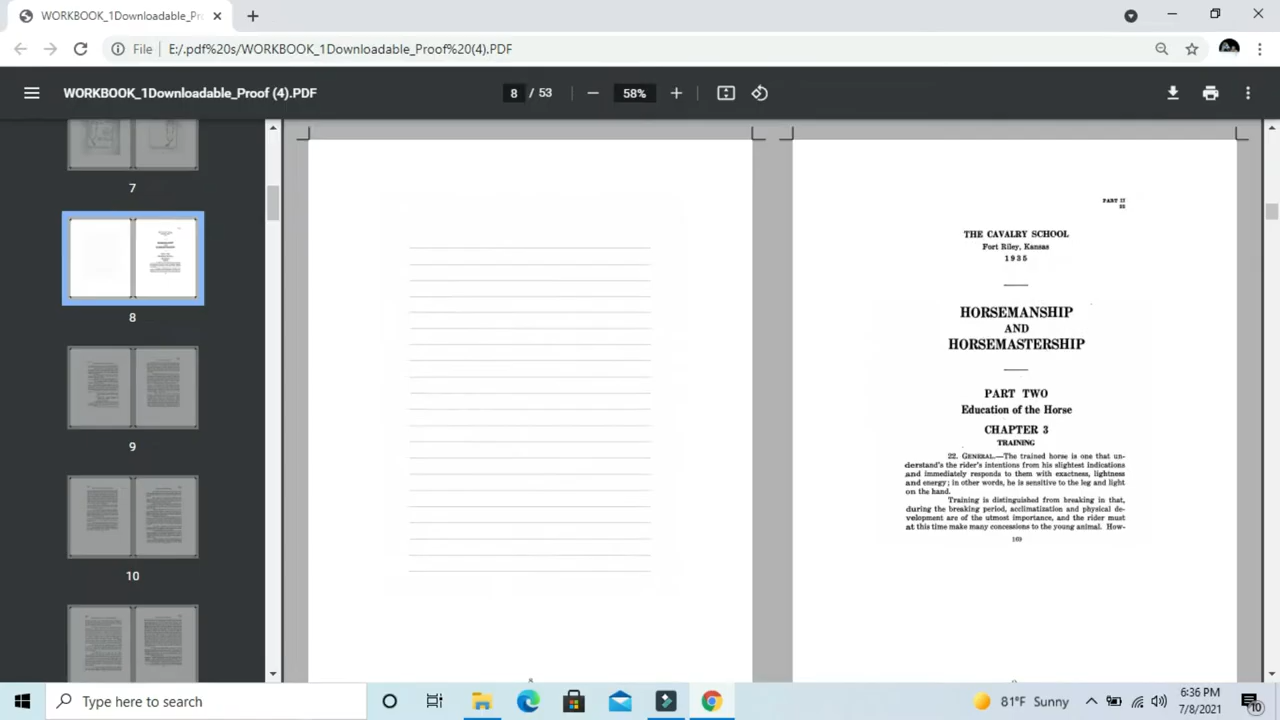 WORKBOOK_1Downloadable_Pr
File | E:/.pdf%20s/WORKBOOK_1Downloadable_Proof%20(4).PDF
WORKBOOK_1Downloadable_Proof (4).PDF
8 / 53
58%
7
8
9
10
PART II
22
THE CAVALRY SCHOOL
Fort Riley, Kansas
1935
HORSEMANSHIP
AND
HORSEMASTERSHIP
PART TWO
Education of the Horse
CHAPTER 3
TRAINING
22. GENERAL.—The trained horse is one that un-
derstand's the rider's intentions from his slightest indications
and immediately responds to them with exactness, lightness
and energy; in other words, he is sensitive to the leg and light
on the hand.
Training is distinguished from breaking in that,
during the breaking period, acclimatization and physical de-
velopment are of the utmost importance, and the rider must
at this time make many concessions to the young animal. How-
169
Type here to search
81°F Sunny
6:36 PM
7/8/2021
10